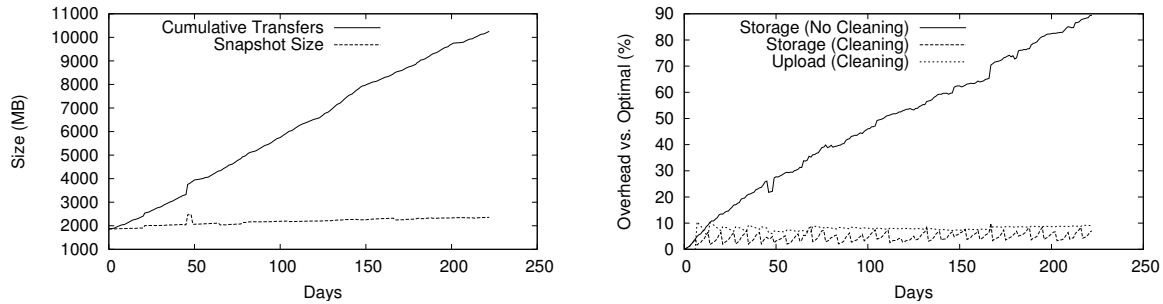 11000
10000
9000
8000
7000
6000
5000
4000
3000
2000
1000
Size (MB)
Cumulative Transfers
Snapshot Size
0 50 100 150 200 250
Days
90
80
70
60
50
40
30
20
10
0
Overhead vs. Optimal (%)
Storage (No Cleaning)
Storage (Cleaning)
Upload (Cleaning)
0 50 100 150 200 250
Days